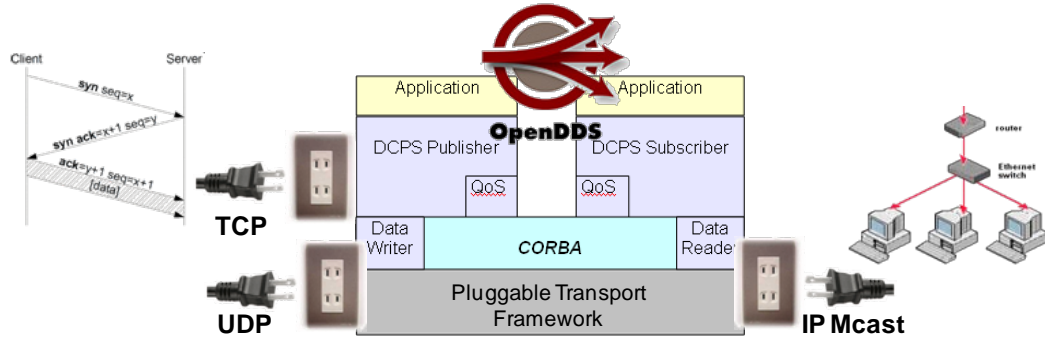 Client
Server
syn seq=x
syn ack=x+1 seq=y
ack=y+1 seq=x+1
[data]
TCP
UDP
OpenDDS
Application
Application
DCPS Publisher
DCPS Subscriber
QoS
QoS
Data
Writer
CORBA
Data
Reader
Pluggable Transport
Framework
IP Mcast
router
Ethernet
switch